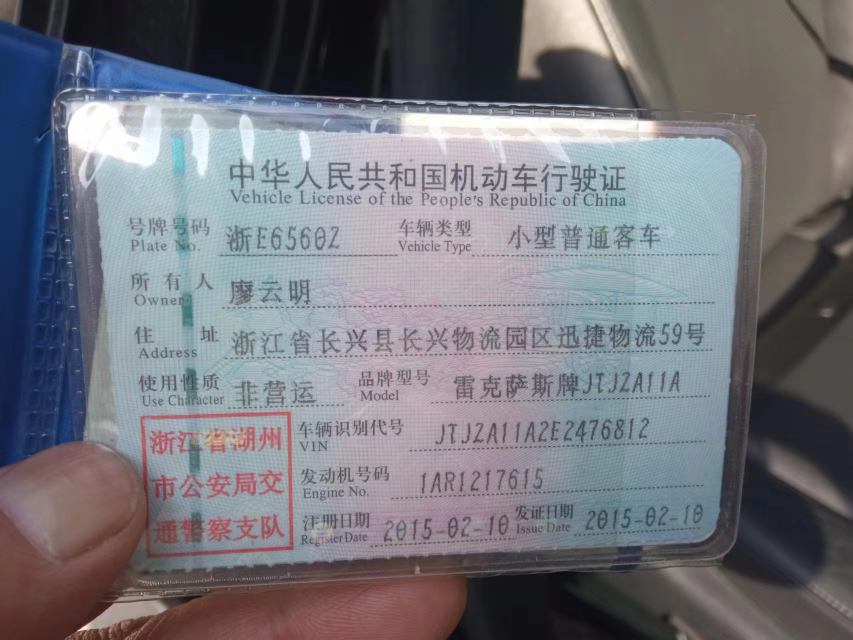 中华人民共和国机动车行驶证
Vehicle License of the People's Republic of China
号牌号码 浙E6560Z 车辆类型 小型普通客车
Plate No. Vehicle Type
所有人 廖云明
Owner
住址 浙江省长兴县长兴物流园区迅捷物流59号
Address
使用性质 非营运 品牌型号 雷克萨斯牌JTJZA11A
Use Character Model
浙江省湖州
市公安局交
通警察支队
车辆识别代号 JTJZA11A2E2476812
VIN
发动机号码 1AR1217615
Engine No.
注册日期 2015-02-10 发证日期 2015-02-10
Register Date Issue Date